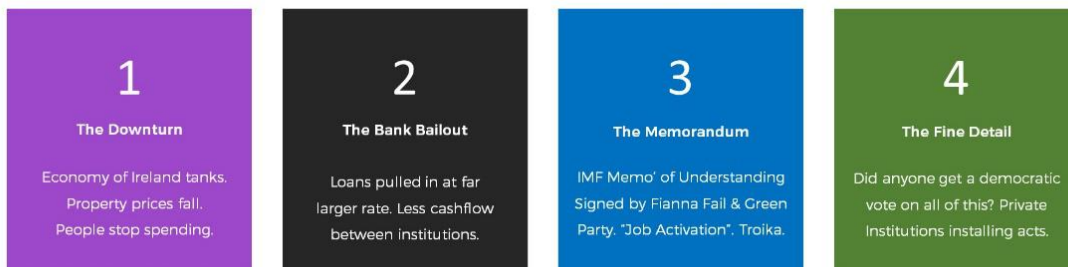 1
The Downturn
Economy of Ireland tanks.
Property prices fall.
People stop spending.
2
The Bank Bailout
Loans pulled in at far
larger rate. Less cashflow
between institutions.
3
The Memorandum
IMF Memo’ of Understanding
Signed by Fianna Fail & Green
Party. “Job Activation”. Troika.
4
The Fine Detail
Did anyone get a democratic
vote on all of this? Private
Institutions installing acts.